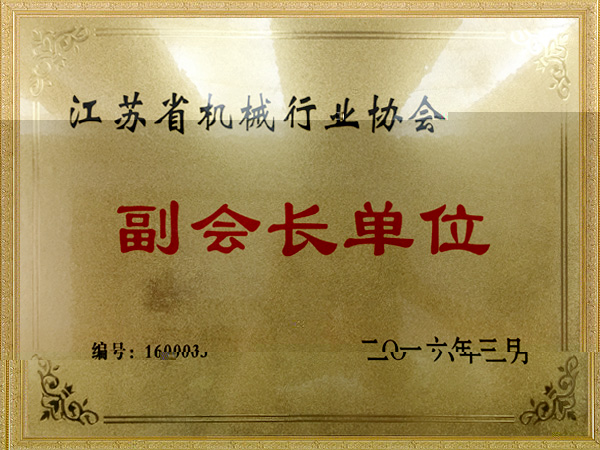 江苏省机械行业协会
副会长单位
编号：
二〇一六年三月